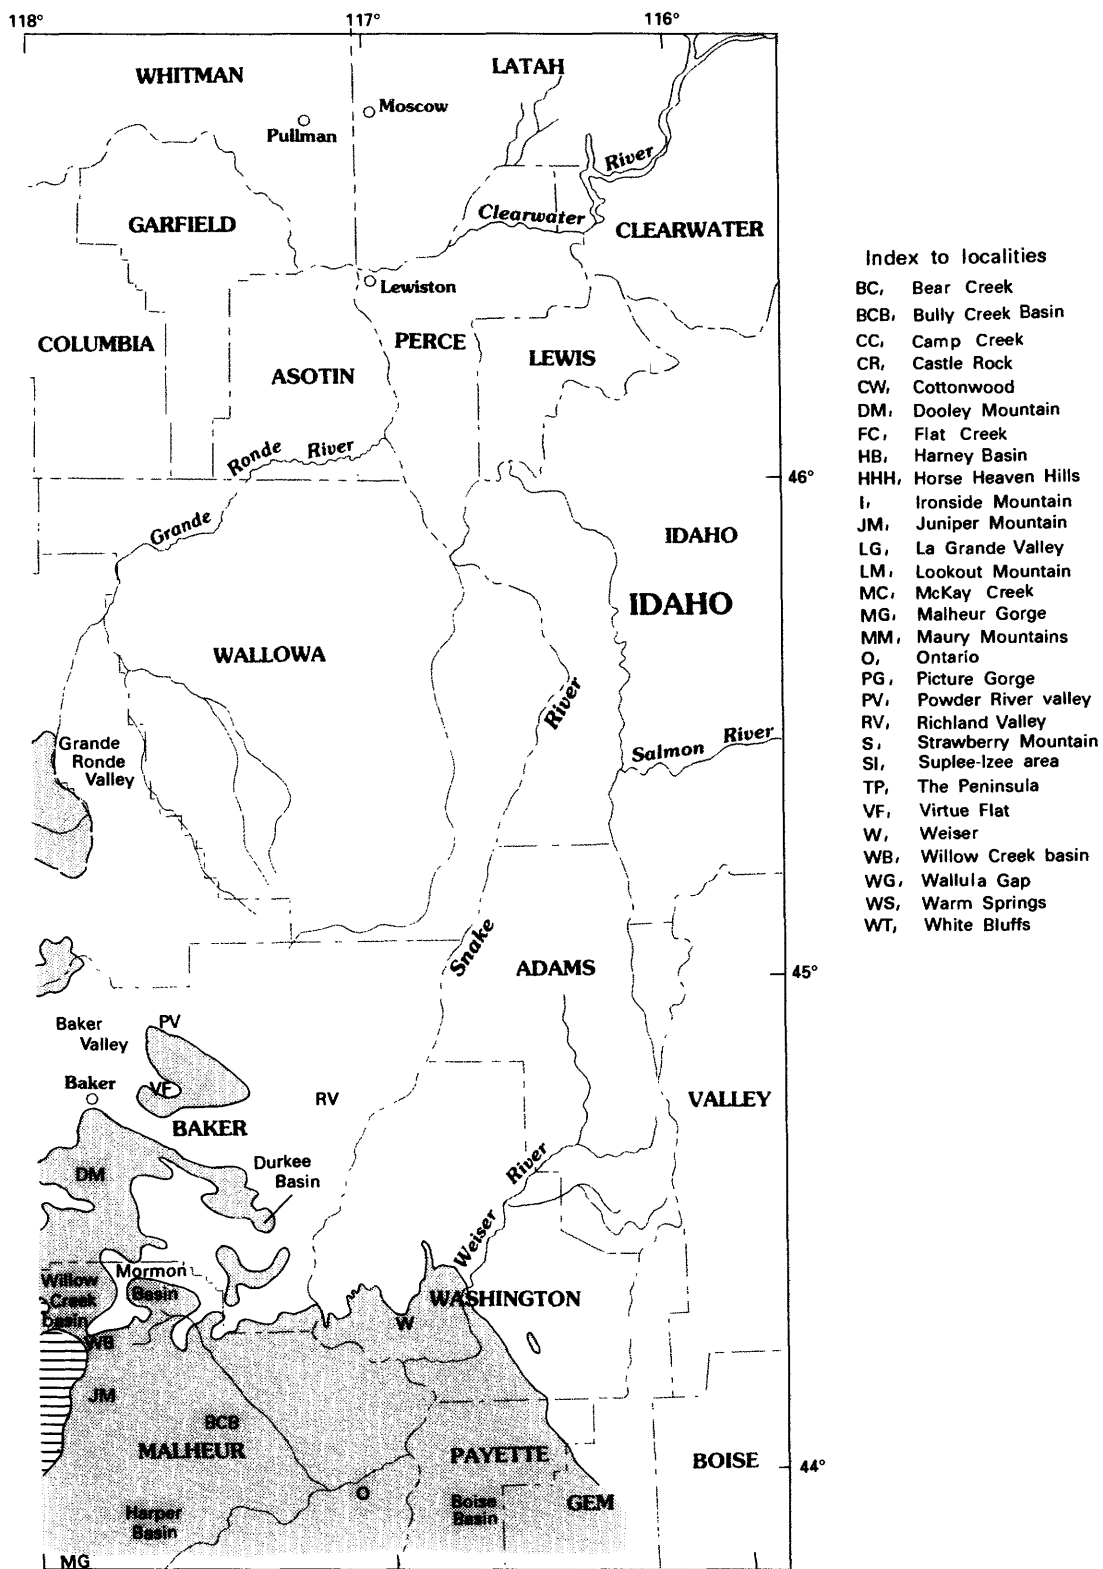 118°
117°
116°
WHITMAN
LATAH
Moscow
Pullman
River
GARFIELD
Clearwater
CLEARWATER
Lewiston
COLUMBIA
PERCE
LEWIS
ASOTIN
Ronde River
46°
Grande
IDAHO
IDAHO
WALLOWA
River
Salmon River
Grande
Ronde
Valley
Snake
ADAMS
45°
Baker
Valley
PV
Baker
VF
RV
VALLEY
BAKER
Durkee
Basin
DM
River
Weiser
Willow
Creek
basin
Mormon
Basin
WASHINGTON
W
WB
JM
BCB
MALHEUR
PAYETTE
BOISE
44°
O
Boise
Basin
GEM
Harper
Basin
MG
Index to localities
BC, Bear Creek
BCB, Bully Creek Basin
CC, Camp Creek
CR, Castle Rock
CW, Cottonwood
DM, Dooley Mountain
FC, Flat Creek
HB, Harney Basin
HHH, Horse Heaven Hills
I, Ironside Mountain
JM, Juniper Mountain
LG, La Grande Valley
LM, Lookout Mountain
MC, McKay Creek
MG, Malheur Gorge
MM, Maury Mountains
O, Ontario
PG, Picture Gorge
PV, Powder River valley
RV, Richland Valley
S, Strawberry Mountain
SI, Suplee-Izee area
TP, The Peninsula
VF, Virtue Flat
W, Weiser
WB, Willow Creek basin
WG, Wallula Gap
WS, Warm Springs
WT, White Bluffs